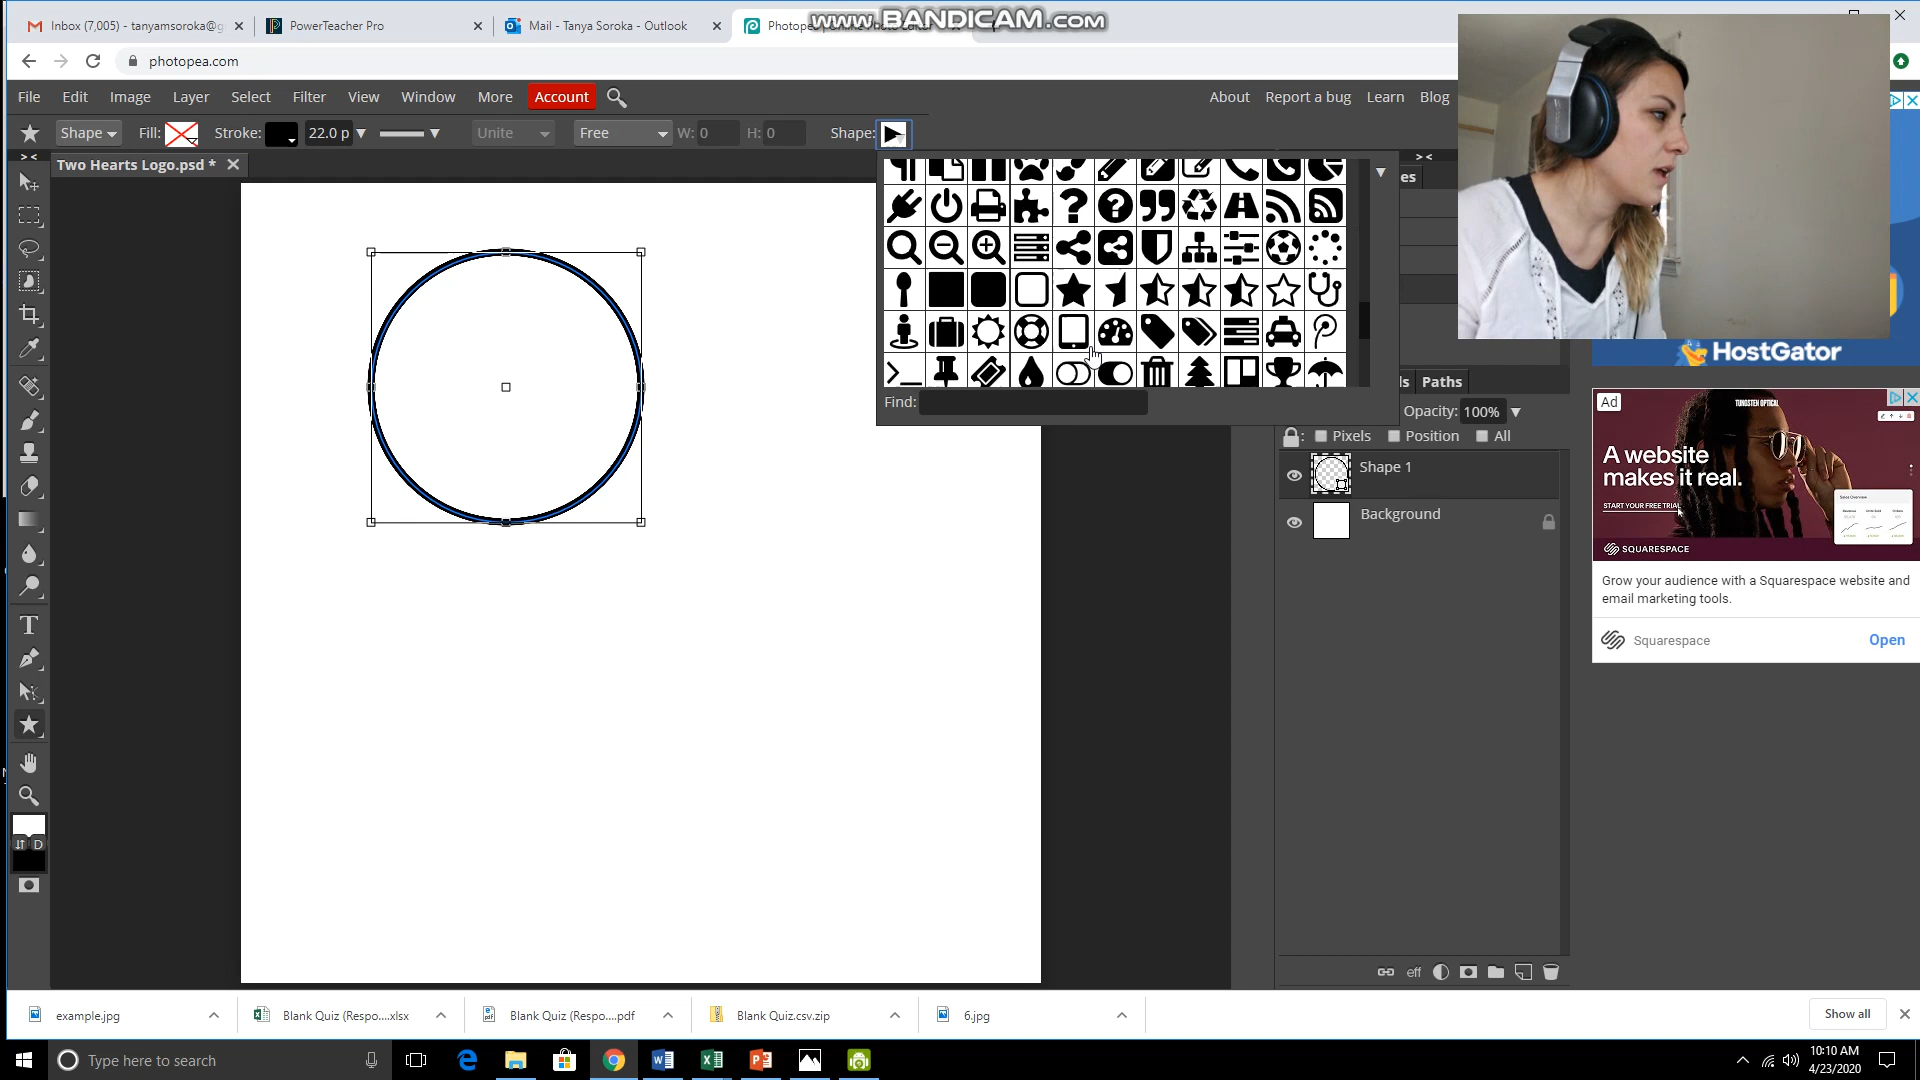 www.BANDICAM.com
Inbox (7,005) - tanyamsoroka@g
PowerTeacher Pro
Mail - Tanya Soroka - Outlook
photopea.com
File Edit Image Layer Select Filter View Window More Account
About Report a bug Learn Blog
Shape Fill: Stroke: 22.0 p Unite Free W: 0 H: 0 Shape:
Two Hearts Logo.psd *
Find:
Paths
Opacity: 100%
Pixels Position All
Shape 1
Background
eff
D
HostGator
Ad
TUNGSTEN OPTICAL
A website
makes it real.
START YOUR FREE TRIAL
SQUARESPACE
Grow your audience with a Squarespace website and
email marketing tools.
Squarespace
Open
example.jpg
Blank Quiz (Respo....xlsx
Blank Quiz (Respo....pdf
Blank Quiz.csv.zip
6.jpg
Show all
Type here to search
10:10 AM
4/23/2020